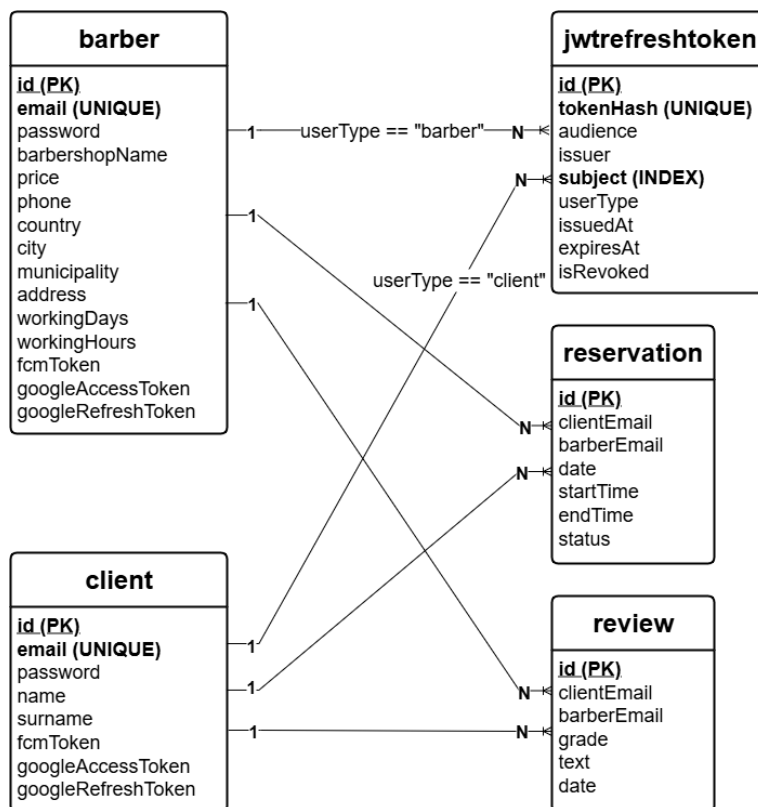 barber
id (PK)
email (UNIQUE)
password
barbershopName
price
phone
country
city
municipality
address
workingDays
workingHours
fcmToken
googleAccessToken
googleRefreshToken
1
userType == "barber"
N
1
1
jwtrefreshtoken
id (PK)
tokenHash (UNIQUE)
audience
issuer
subject (INDEX)
userType
issuedAt
expiresAt
isRevoked
N
userType == "client"
reservation
id (PK)
clientEmail
barberEmail
date
startTime
endTime
status
N
N
client
id (PK)
email (UNIQUE)
password
name
surname
fcmToken
googleAccessToken
googleRefreshToken
1
1
1
review
id (PK)
clientEmail
barberEmail
grade
text
date
N
N